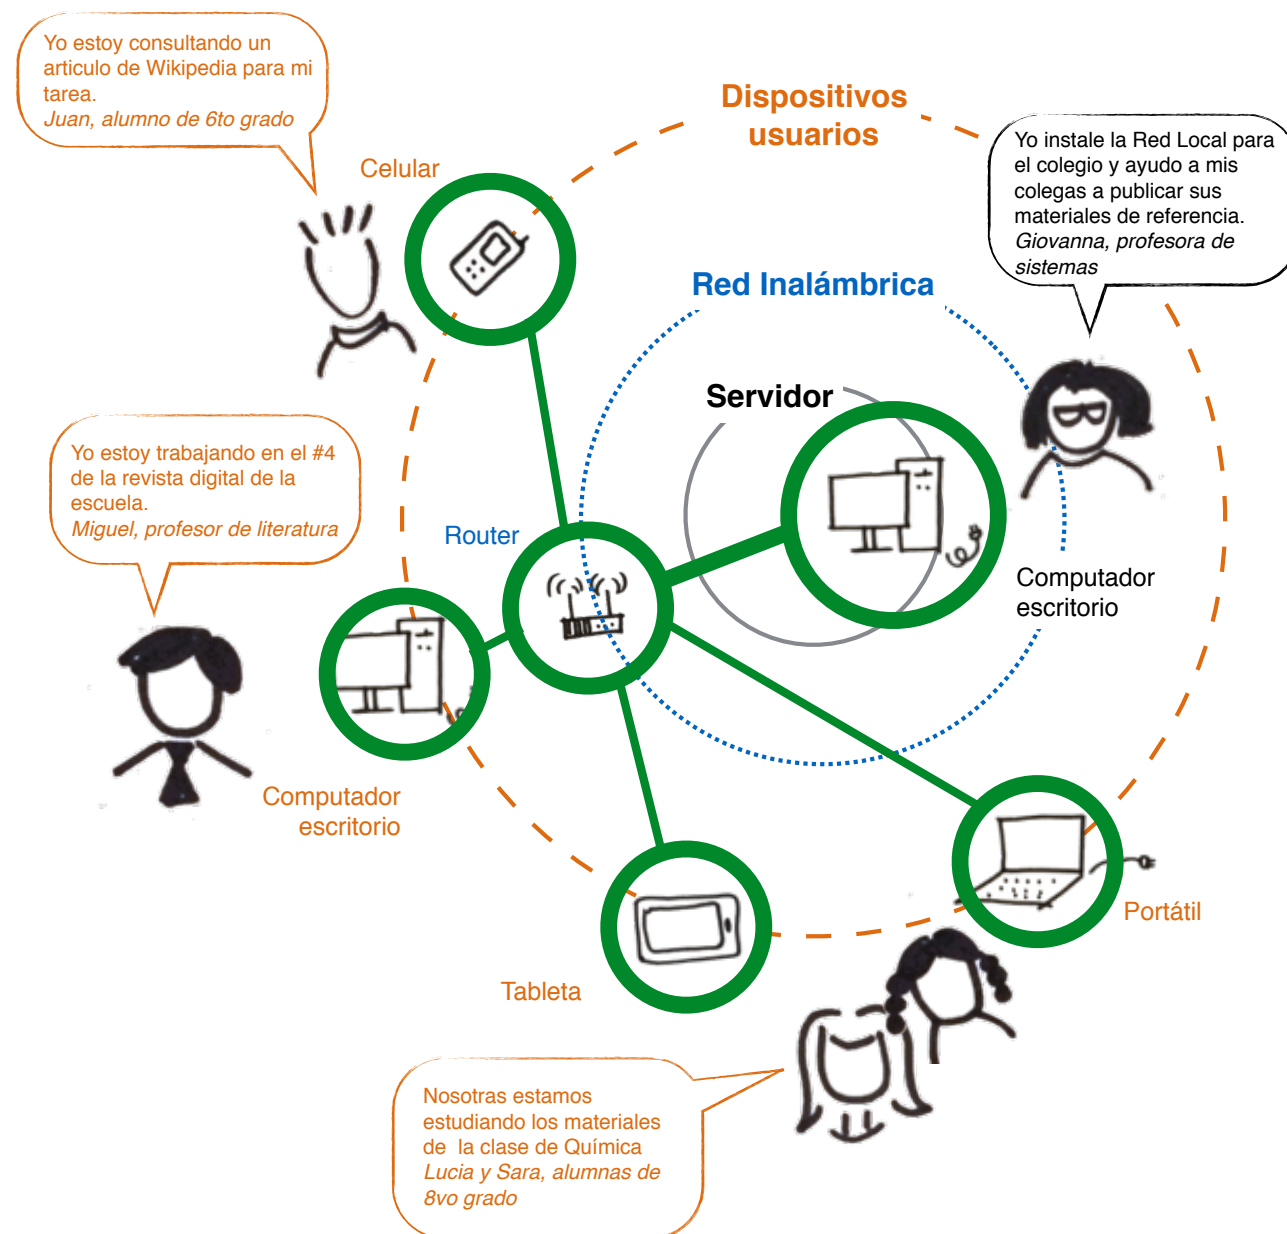 Yo estoy consultando un
articulo de Wikipedia para mi
tarea.
Juan, alumno de 6to grado
Dispositivos
usuarios
Yo instale la Red Local para
el colegio y ayudo a mis
colegas a publicar sus
materiales de referencia.
Giovanna, profesora de
sistemas
Celular
Red Inalámbrica
Servidor
Yo estoy trabajando en el #4
de la revista digital de la
escuela.
Miguel, profesor de literatura
Router
Computador
escritorio
Computador
escritorio
Portátil
Tableta
Nosotras estamos
estudiando los materiales
de  la clase de Química
Lucia y Sara, alumnas de
8vo grado